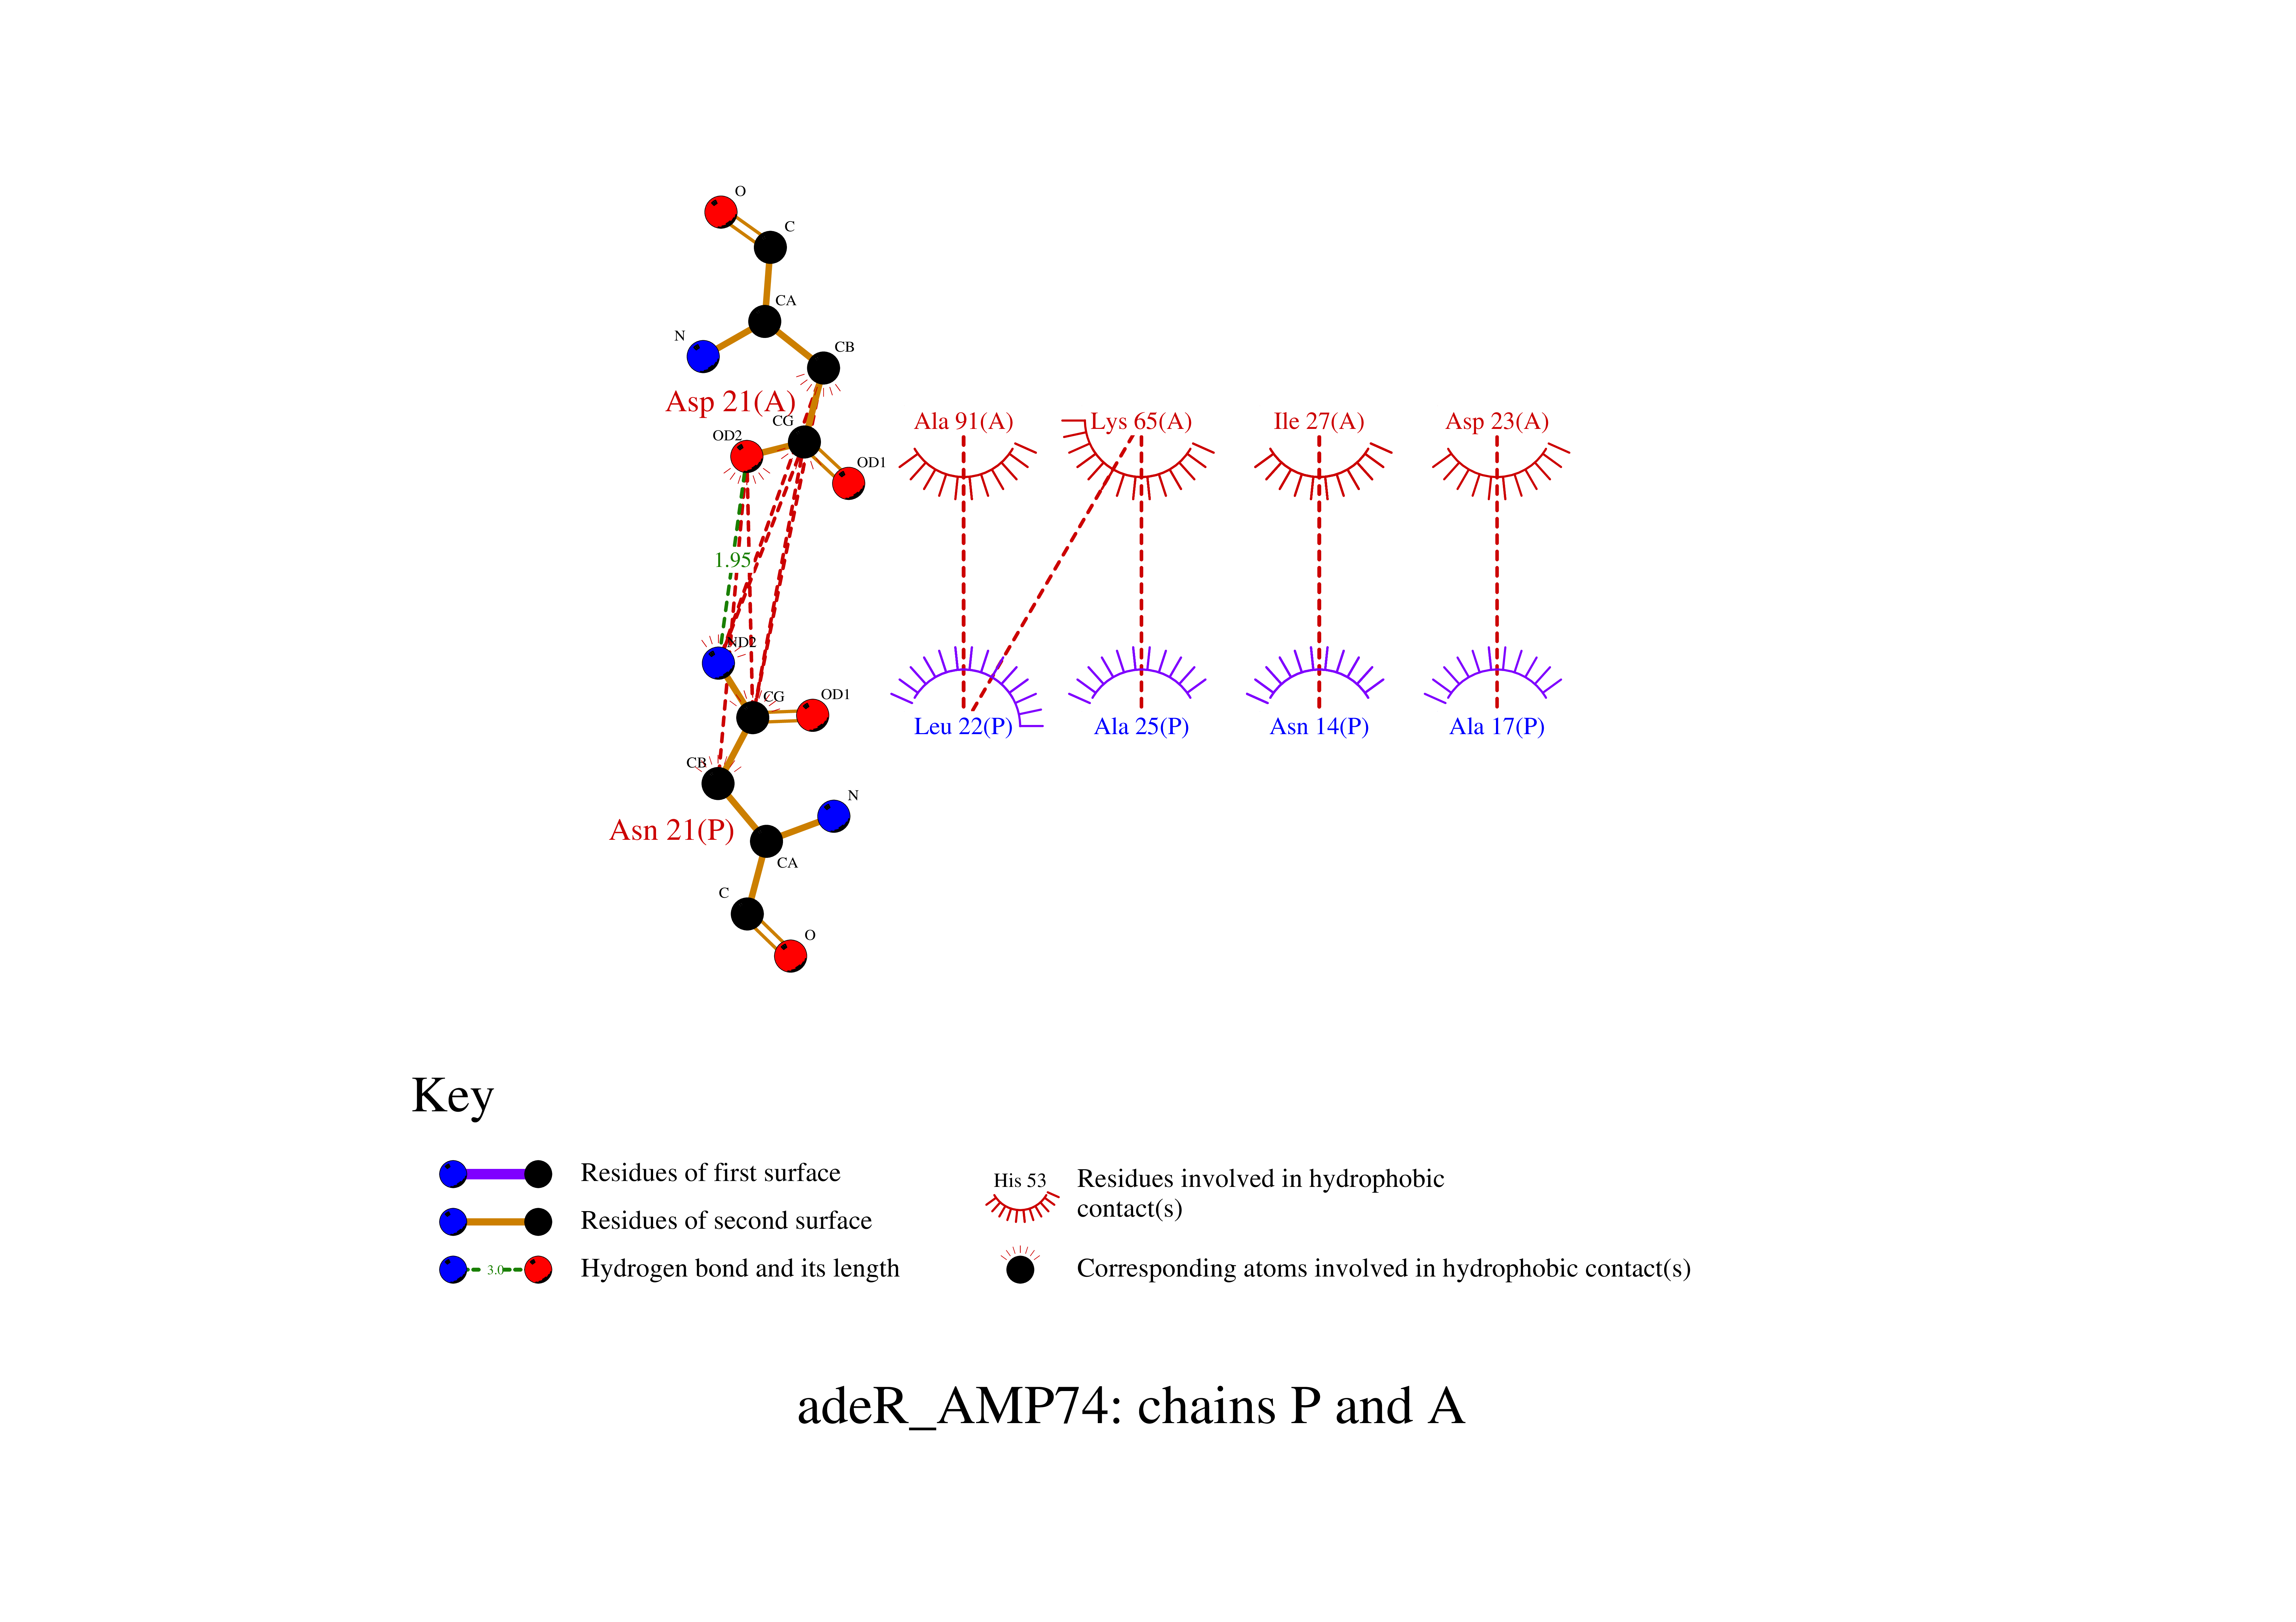 O
C
CA
N
CB
Asp 21(A)
CG
OD2
OD1
Ala 91(A)
Lys 65(A)
Ile 27(A)
Asp 23(A)
1.95
ND2
CG
OD1
Leu 22(P)
Ala 25(P)
Asn 14(P)
Ala 17(P)
CB
N
Asn 21(P)
CA
C
O
Key
Residues of first surface
Residues of second surface
3.0
Hydrogen bond and its length
His 53
Residues involved in hydrophobic
contact(s)
Corresponding atoms involved in hydrophobic contact(s)
adeR_AMP74: chains P and A